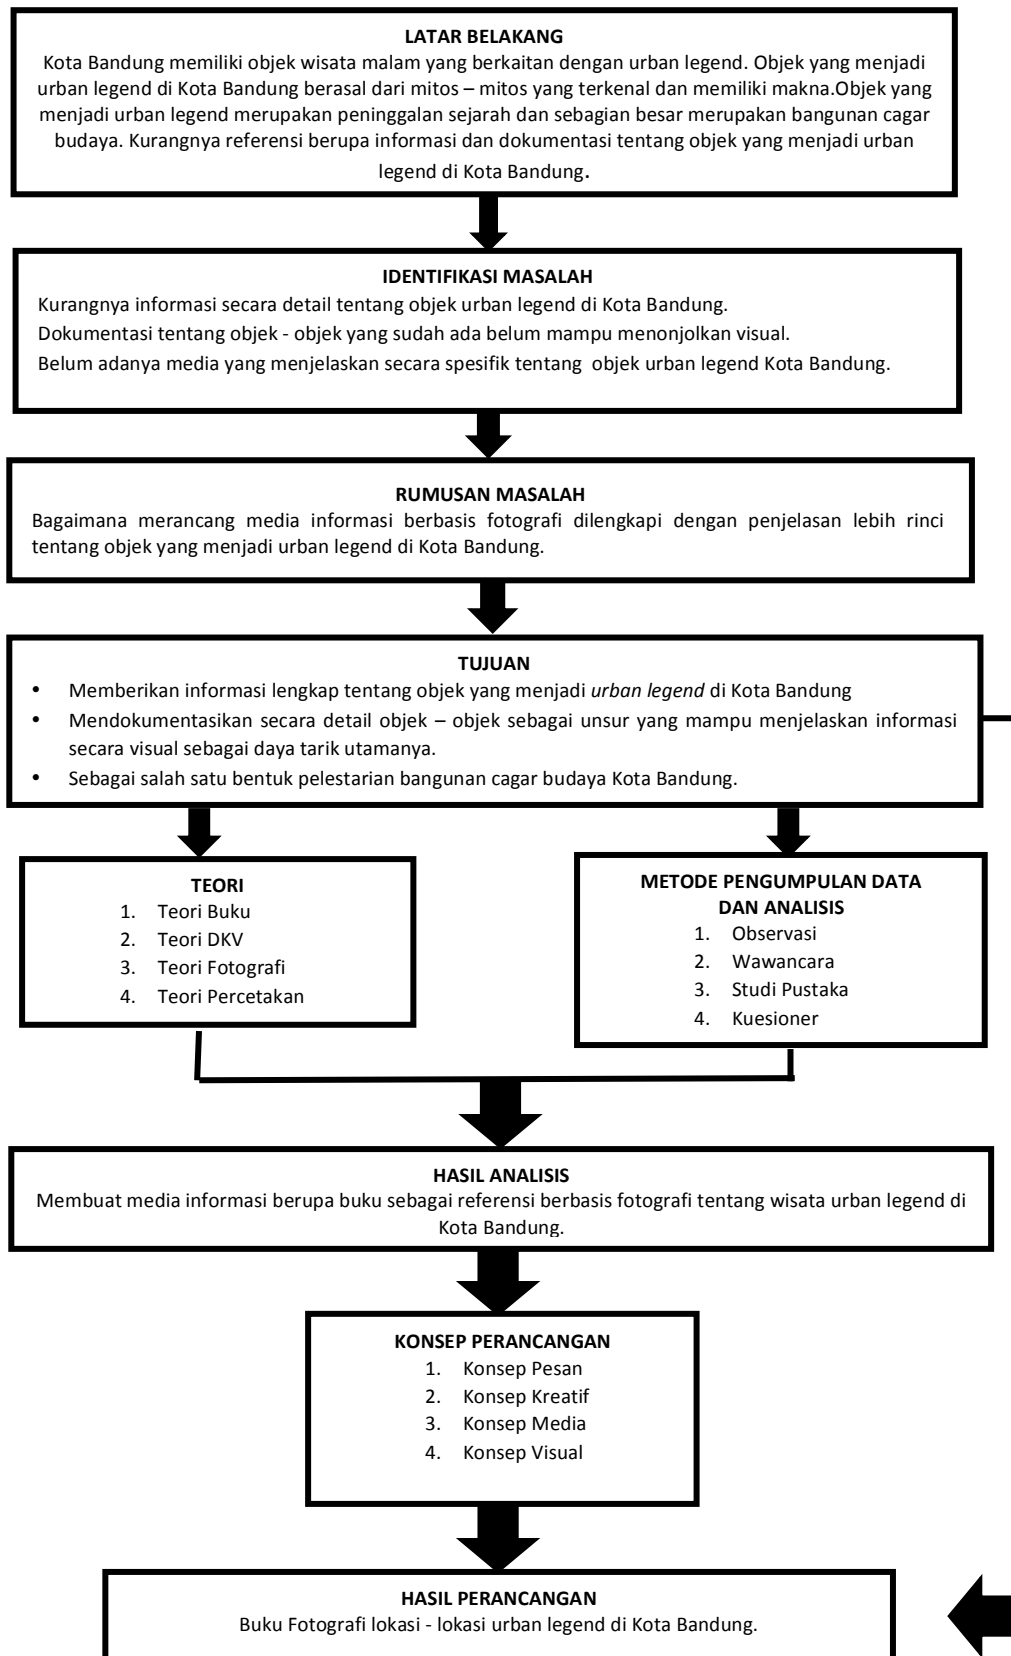 LATAR BELAKANG
Kota Bandung memiliki objek wisata malam yang berkaitan dengan urban legend. Objek yang menjadi
urban legend di Kota Bandung berasal dari mitos – mitos yang terkenal dan memiliki makna.Objek yang
menjadi urban legend merupakan peninggalan sejarah dan sebagian besar merupakan bangunan cagar
budaya. Kurangnya referensi berupa informasi dan dokumentasi tentang objek yang menjadi urban
legend di Kota Bandung.
IDENTIFIKASI MASALAH
Kurangnya informasi secara detail tentang objek urban legend di Kota Bandung.
Dokumentasi tentang objek - objek yang sudah ada belum mampu menonjolkan visual.
Belum adanya media yang menjelaskan secara spesifik tentang objek urban legend Kota Bandung.
RUMUSAN MASALAH
Bagaimana merancang media informasi berbasis fotografi dilengkapi dengan penjelasan lebih rinci
tentang objek yang menjadi urban legend di Kota Bandung.
TUJUAN
• Memberikan informasi lengkap tentang objek yang menjadi urban legend di Kota Bandung
• Mendokumentasikan secara detail objek – objek sebagai unsur yang mampu menjelaskan informasi
secara visual sebagai daya tarik utamanya.
• Sebagai salah satu bentuk pelestarian bangunan cagar budaya Kota Bandung.
TEORI
1. Teori Buku
2. Teori DKV
3. Teori Fotografi
4. Teori Percetakan
METODE PENGUMPULAN DATA
DAN ANALISIS
1. Observasi
2. Wawancara
3. Studi Pustaka
4. Kuesioner
HASIL ANALISIS
Membuat media informasi berupa buku sebagai referensi berbasis fotografi tentang wisata urban legend di
Kota Bandung.
KONSEP PERANCANGAN
1. Konsep Pesan
2. Konsep Kreatif
3. Konsep Media
4. Konsep Visual
HASIL PERANCANGAN
Buku Fotografi lokasi - lokasi urban legend di Kota Bandung.